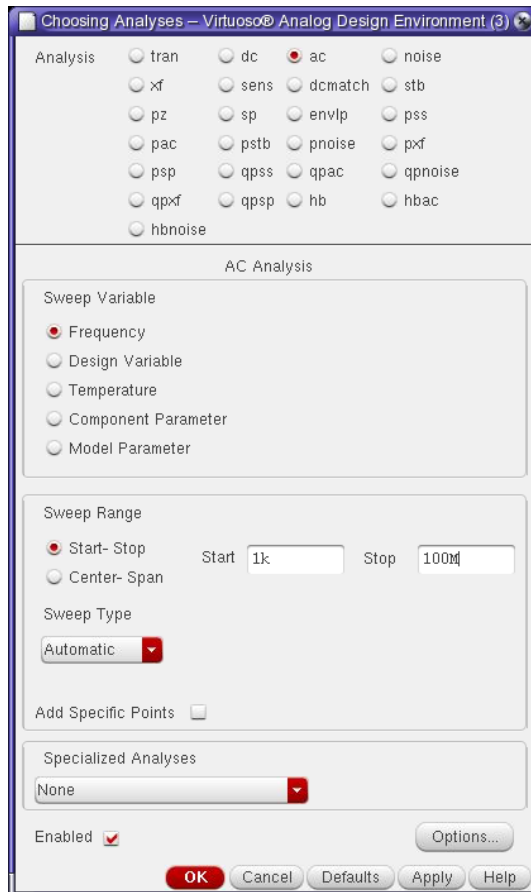 Choosing Analyses -- Virtuoso® Analog Design Environment (3)
Analysis tran dc ac noise
xf sens dcmatch stb
pz sp envlp pss
pac pstb pnoise pxf
psp qpss qpac qpnoise
qpxf qpsp hb hbac
hbnoise
AC Analysis
Sweep Variable
Frequency
Design Variable
Temperature
Component Parameter
Model Parameter
Sweep Range
Start- Stop Start 1k Stop 100M
Center- Span
Sweep Type
Automatic
Add Specific Points
Specialized Analyses
None
Enabled Options...
OK Cancel Defaults Apply Help